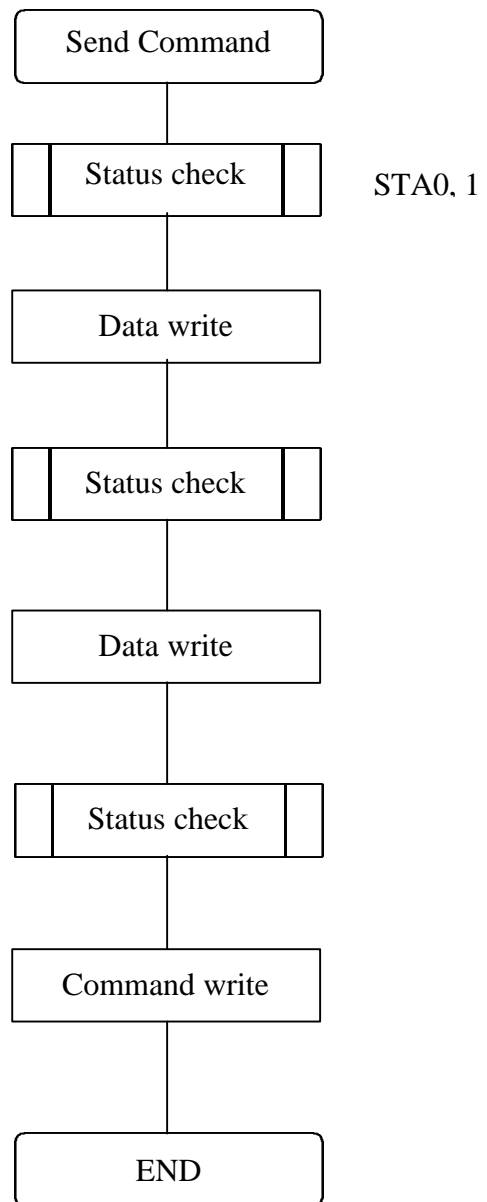 Send Command
Status check
STA0, 1
Data write
Status check
Data write
Status check
Command write
END